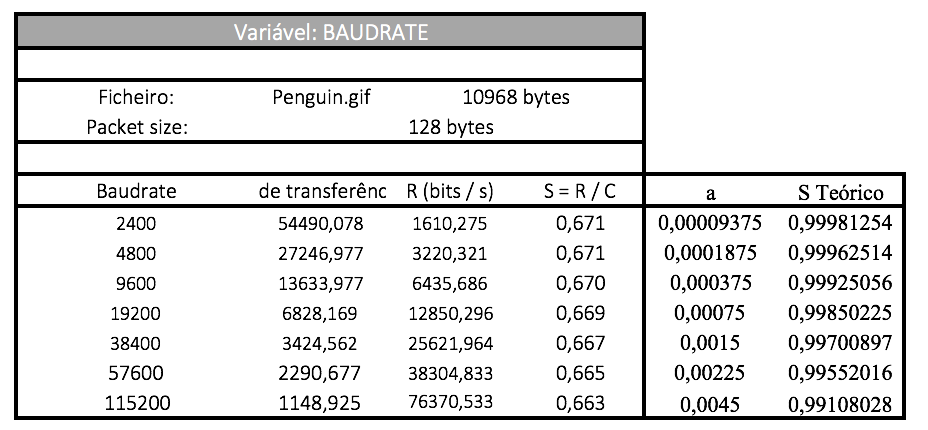 Variável: BAUDRATE
Ficheiro: Penguin.gif 10968 bytes
Packet size: 128 bytes
Baudrate de transferênc R (bits / s) S = R / C a S Teórico
2400 54490,078 1610,275 0,671 0,00009375 0,99981254
4800 27246,977 3220,321 0,671 0,0001875 0,99962514
9600 13633,977 6435,686 0,670 0,000375 0,99925056
19200 6828,169 12850,296 0,669 0,00075 0,99850225
38400 3424,562 25621,964 0,667 0,0015 0,99700897
57600 2290,677 38304,833 0,665 0,00225 0,99552016
115200 1148,925 76370,533 0,663 0,0045 0,99108028